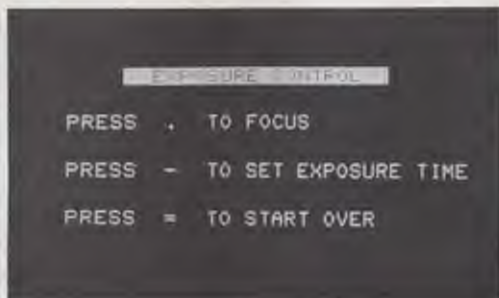 EXPOSURE CONTROL
PRESS . TO FOCUS
PRESS - TO SET EXPOSURE TIME
PRESS = TO START OVER